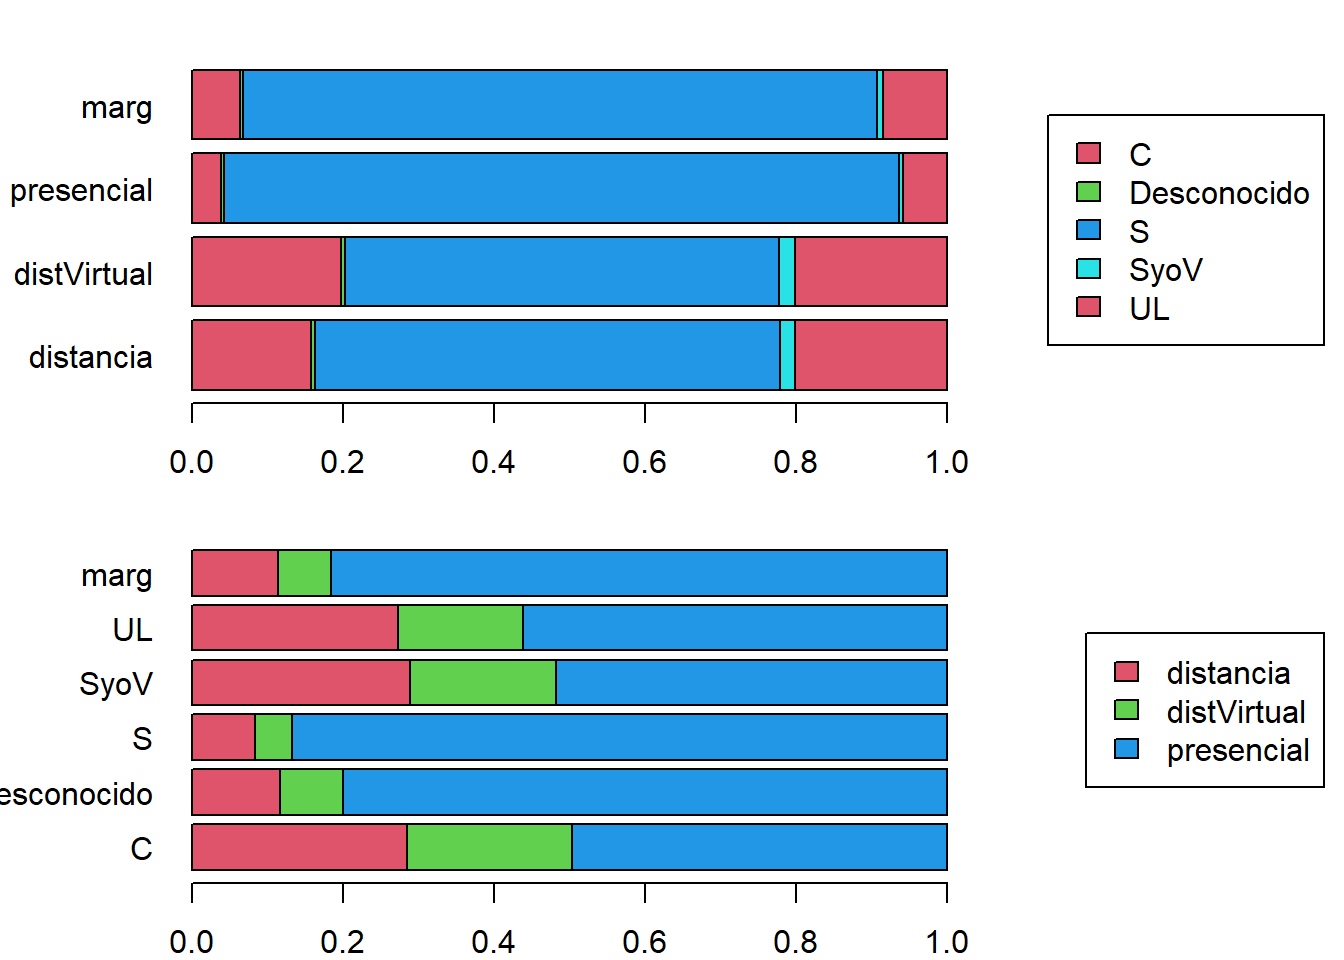 marg
presencial
distVirtual
distancia
0.0 0.2 0.4 0.6 0.8 1.0
C
Desconocido
S
SyoV
UL
marg
UL
SyoV
S
esconocido
C
0.0 0.2 0.4 0.6 0.8 1.0
distancia
distVirtual
presencial